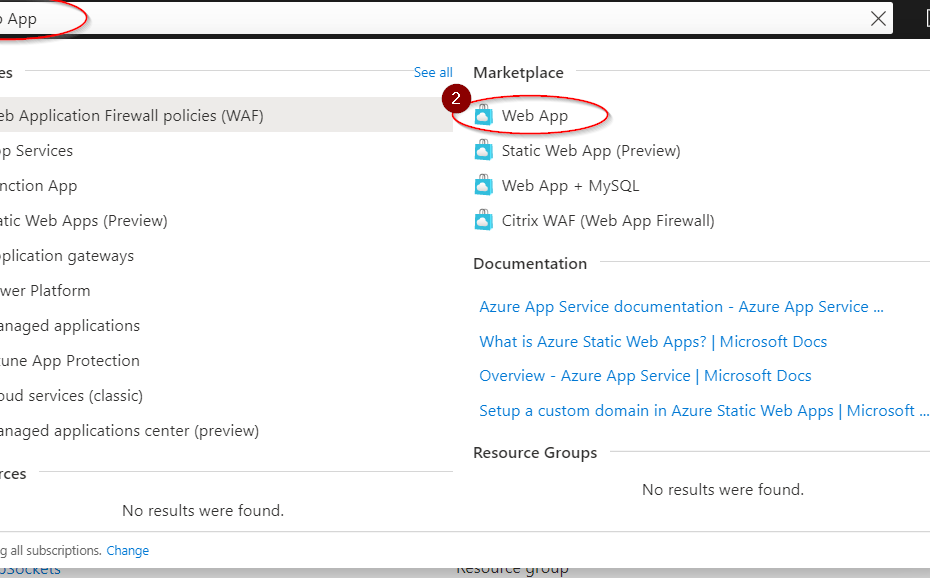 b App
es
See all
eb Application Firewall policies (WAF)
pp Services
nction App
atic Web Apps (Preview)
pplication gateways
wer Platform
anaged applications
tune App Protection
oud services (classic)
anaged applications center (preview)
rces
No results were found.
g all subscriptions. Change
Marketplace
2
Web App
Static Web App (Preview)
Web App + MySQL
Citrix WAF (Web App Firewall)
Documentation
Azure App Service documentation - Azure App Service ...
What is Azure Static Web Apps? | Microsoft Docs
Overview - Azure App Service | Microsoft Docs
Setup a custom domain in Azure Static Web Apps | Microsoft ...
Resource Groups
No results were found.
Resource group